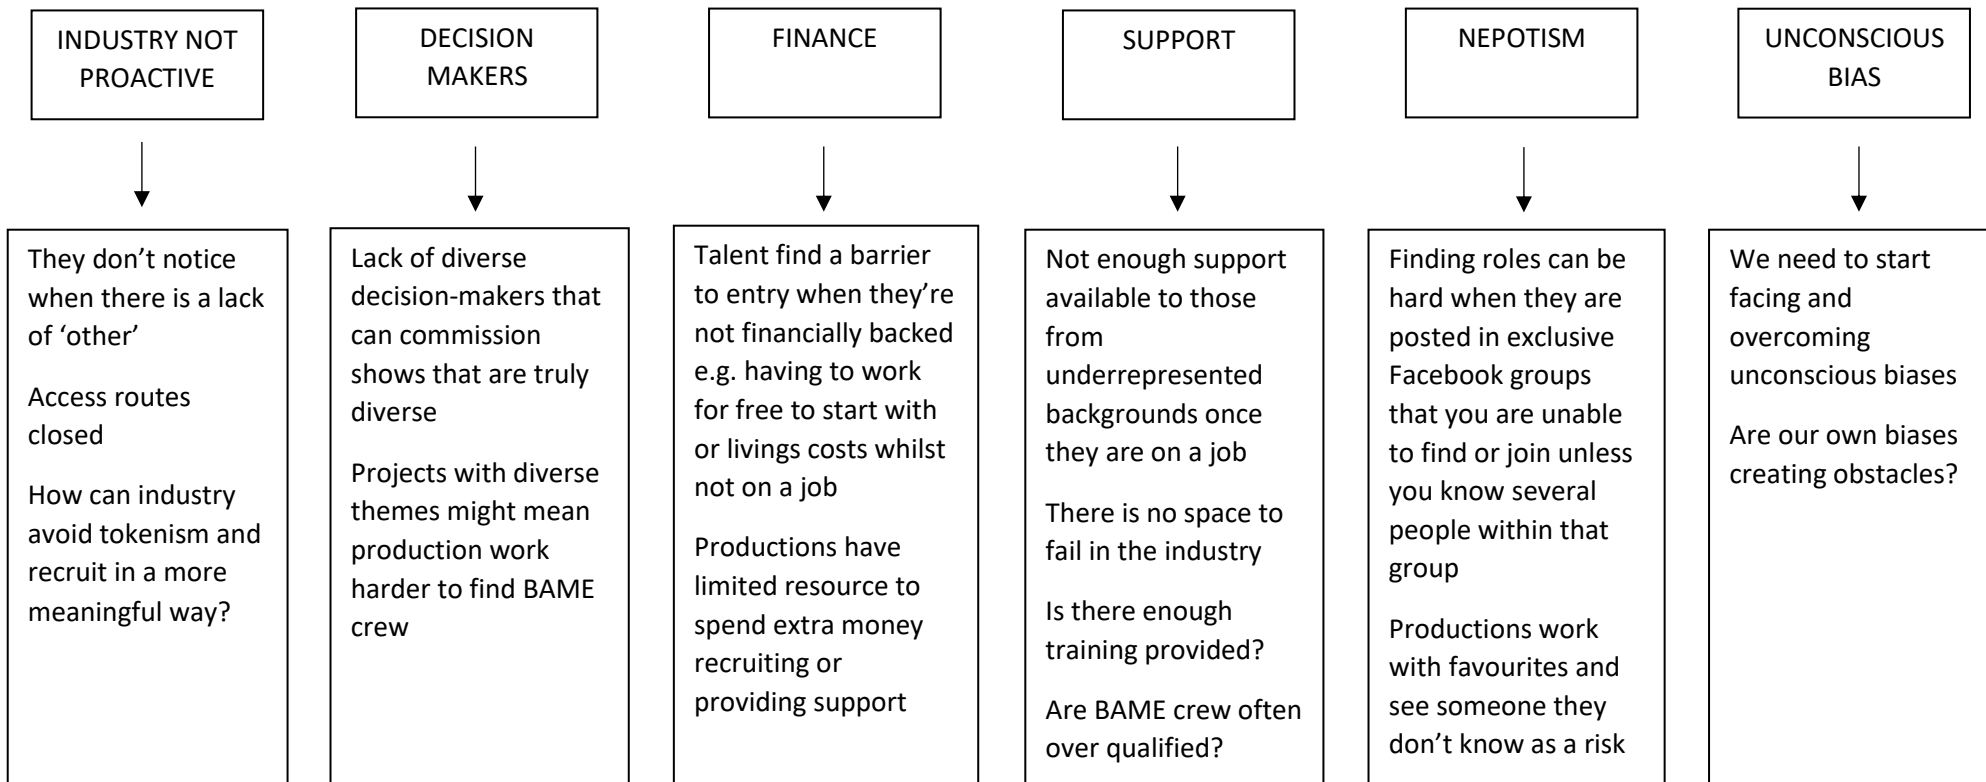 INDUSTRY NOT
PROACTIVE
DECISION
MAKERS
FINANCE
SUPPORT
NEPOTISM
UNCONSCIOUS
BIAS
They don’t notice
when there is a lack
of ‘other’
Access routes
closed
How can industry
avoid tokenism and
recruit in a more
meaningful way?
Lack of diverse
decision-makers that
can commission
shows that are truly
diverse
Projects with diverse
themes might mean
production work
harder to find BAME
crew
Talent find a barrier
to entry when they’re
not financially backed
e.g. having to work
for free to start with
or livings costs whilst
not on a job
Productions have
limited resource to
spend extra money
recruiting or
providing support
Not enough support
available to those
from
underrepresented
backgrounds once
they are on a job
There is no space to
fail in the industry
Is there enough
training provided?
Are BAME crew often
over qualified?
Finding roles can be
hard when they are
posted in exclusive
Facebook groups
that you are unable
to find or join unless
you know several
people within that
group
Productions work
with favourites and
see someone they
don’t know as a risk
We need to start
facing and
overcoming
unconscious biases
Are our own biases
creating obstacles?